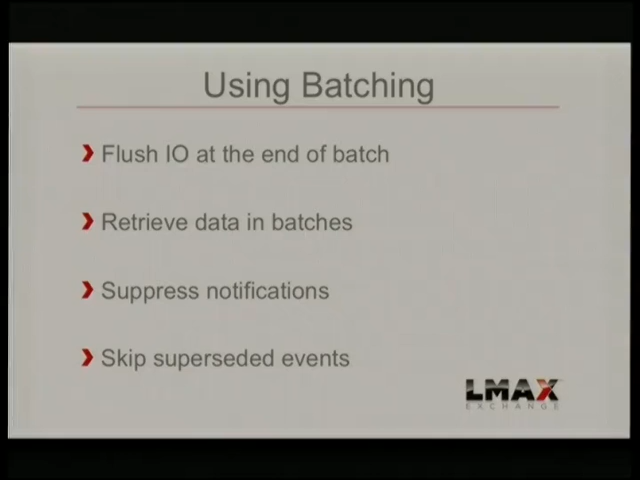 Using Batching
Flush IO at the end of batch
Retrieve data in batches
Suppress notifications
Skip superseded events
LMAX
EXCHANGE